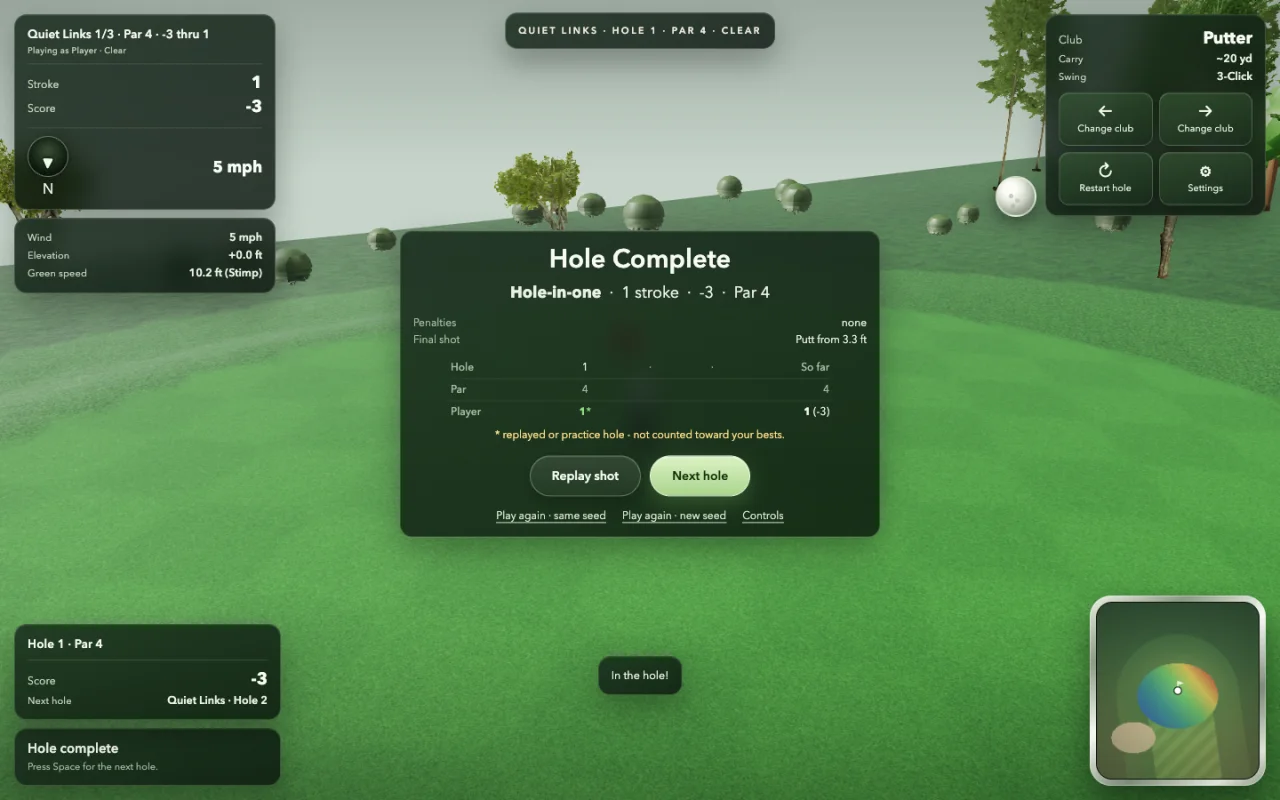 Quiet Links 1/3 · Par 4 · -3 thru 1
Playing as Player · Clear
Stroke 1
Score -3
N
5 mph
Wind 5 mph
Elevation +0.0 ft
Green speed 10.2 ft (Stimp)
QUIET LINKS · HOLE 1 · PAR 4 · CLEAR
Club Putter
Carry ~20 yd
Swing 3-Click
← Change club
→ Change club
Restart hole
Settings
Hole Complete
Hole-in-one · 1 stroke · -3 · Par 4
Penalties none
Final shot Putt from 3.3 ft
Hole 1 · · So far
Par 4 4
Player 1* 1 (-3)
* replayed or practice hole - not counted toward your bests.
Replay shot Next hole
Play again · same seed Play again · new seed Controls
In the hole!
Hole 1 · Par 4
Score -3
Next hole Quiet Links · Hole 2
Hole complete
Press Space for the next hole.